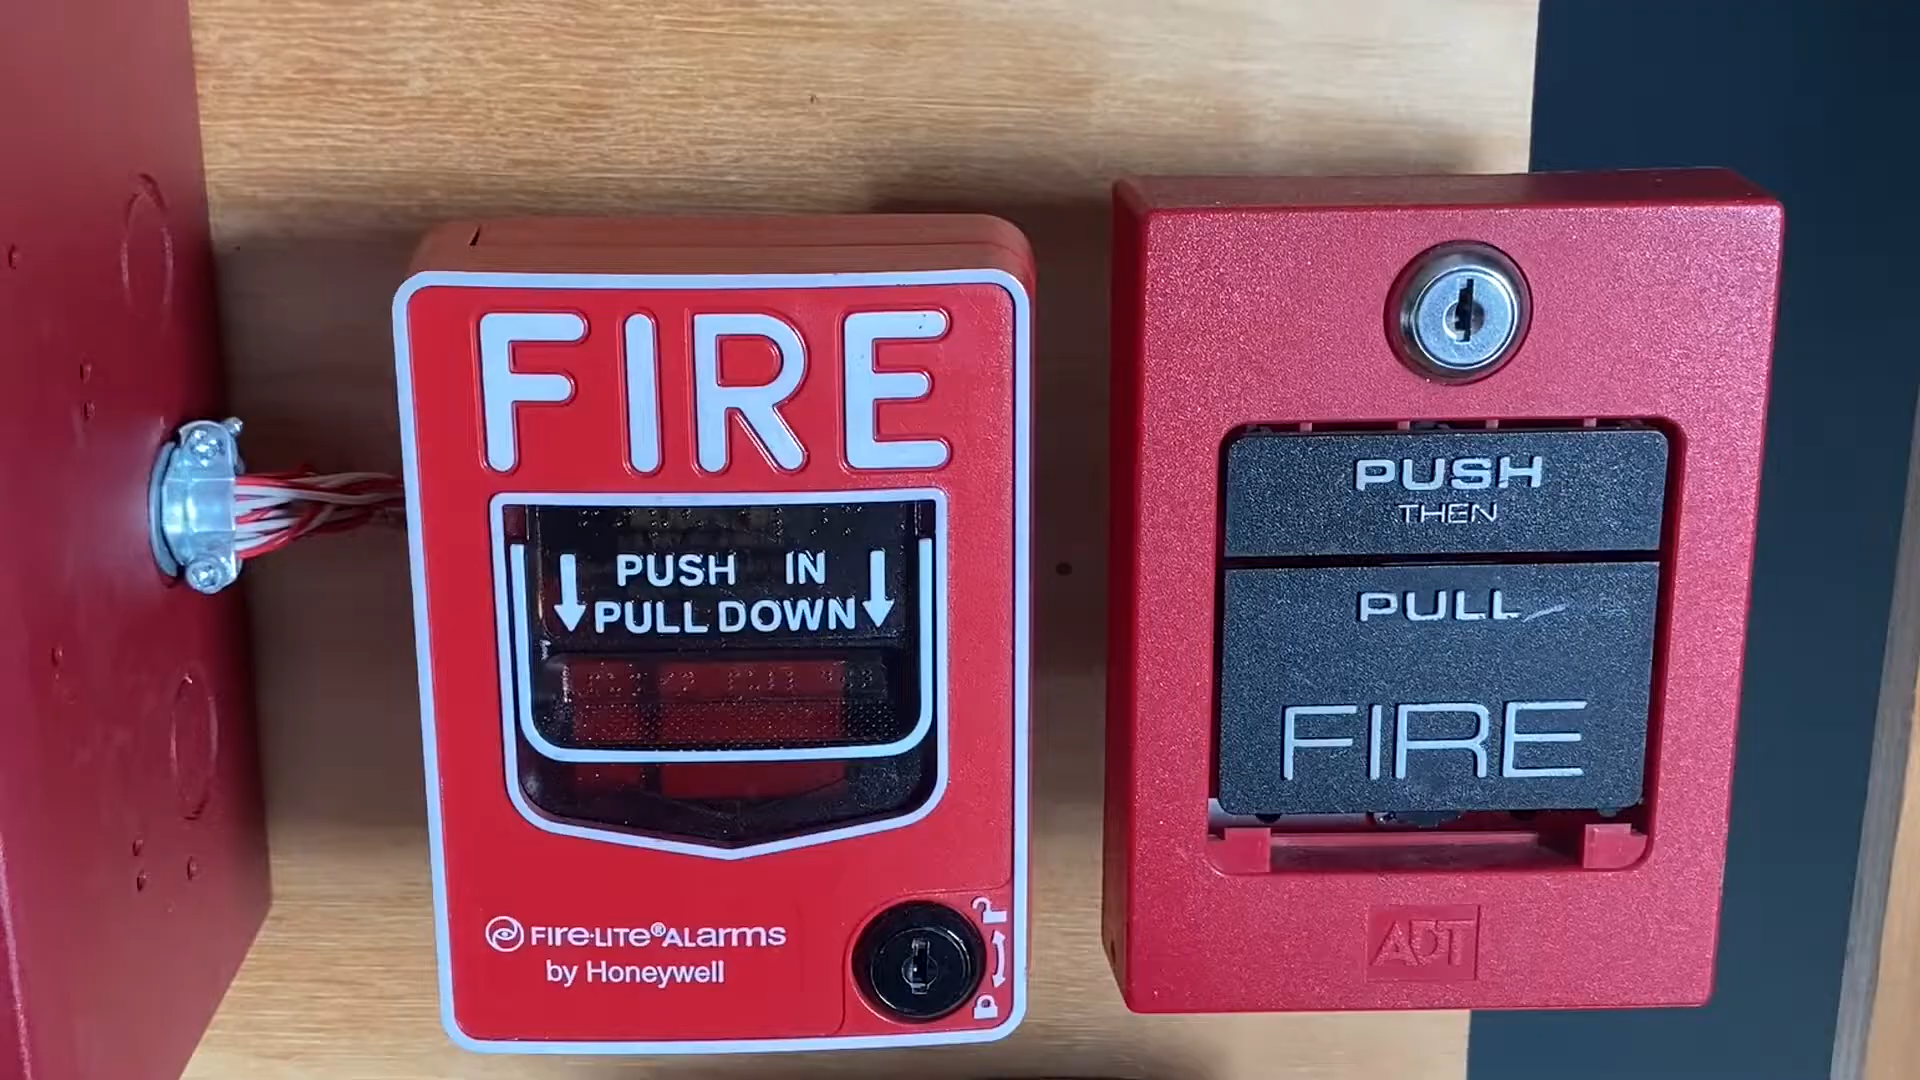 FIRE
PUSH IN
PULL DOWN
FIRE-LITE® ALARMS
by Honeywell
PUSH
THEN
PULL
FIRE
ADT